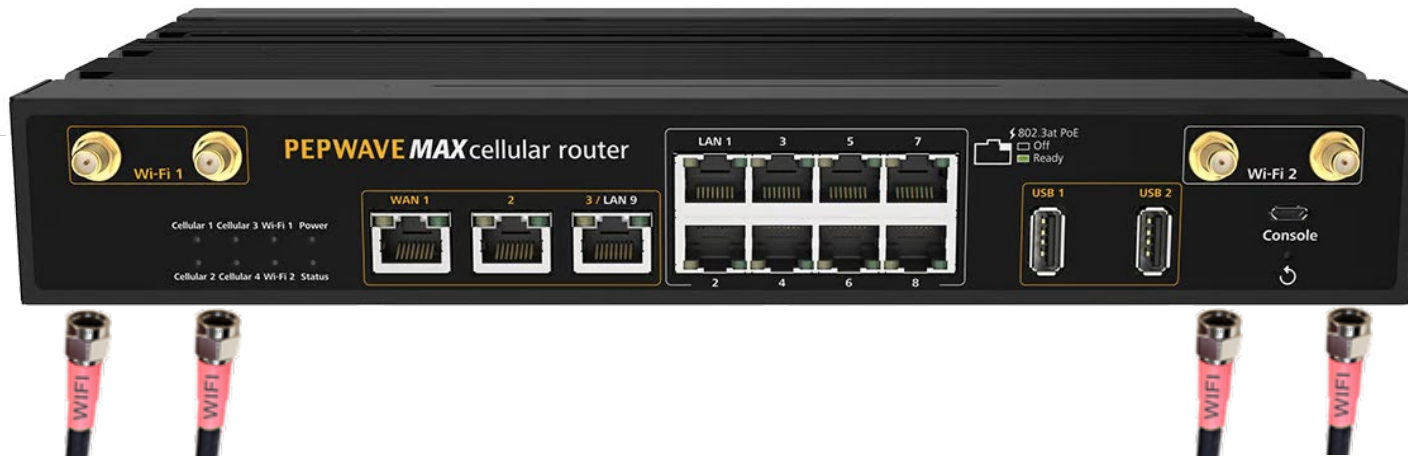 Wi-Fi 1
PEPWAVE MAX cellular router
Cellular 1 Cellular 3 Wi-Fi 1 Power
Cellular 2 Cellular 4 Wi-Fi 2 Status
WAN 1 2 3 / LAN 9
LAN 1 3 5 7
2 4 6 8
802.3at PoE
Off
Ready
USB 1 USB 2
Wi-Fi 2
Console
WIFI
WIFI
WIFI
WIFI